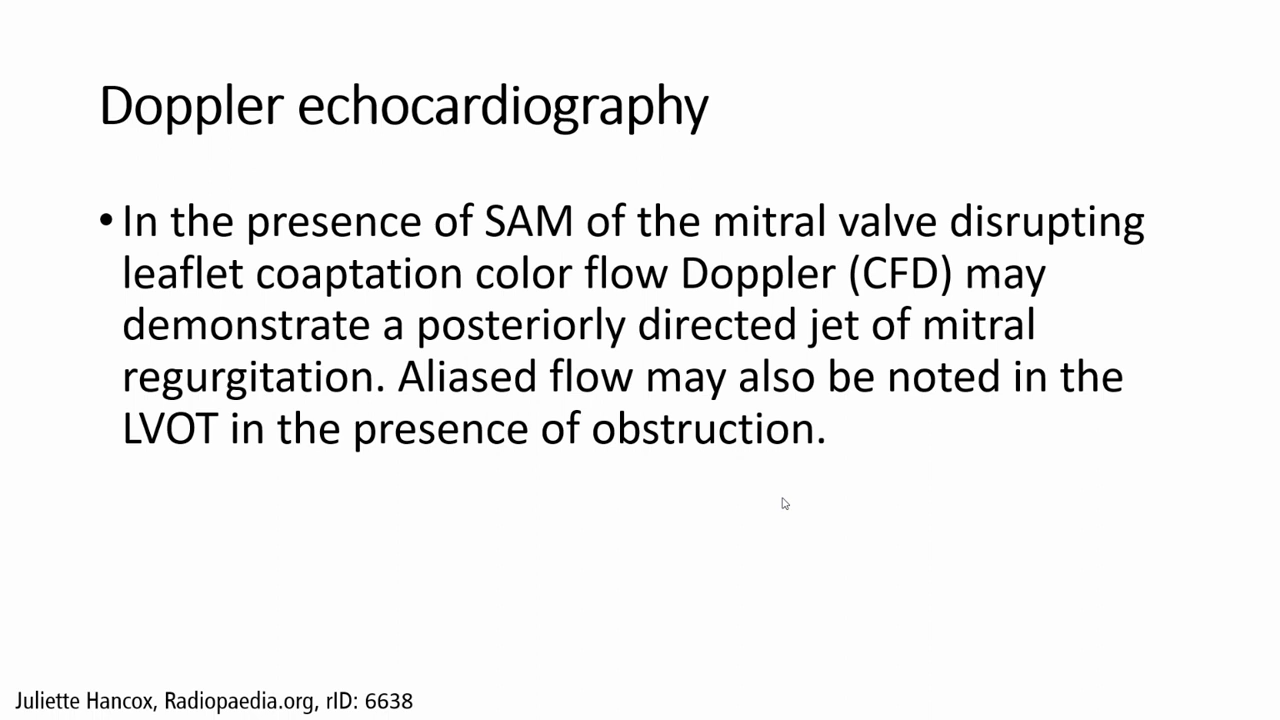 Doppler echocardiography
• In the presence of SAM of the mitral valve disrupting
leaflet coaptation color flow Doppler (CFD) may
demonstrate a posteriorly directed jet of mitral
regurgitation. Aliased flow may also be noted in the
LVOT in the presence of obstruction.
Juliette Hancox, Radiopaedia.org, rID: 6638